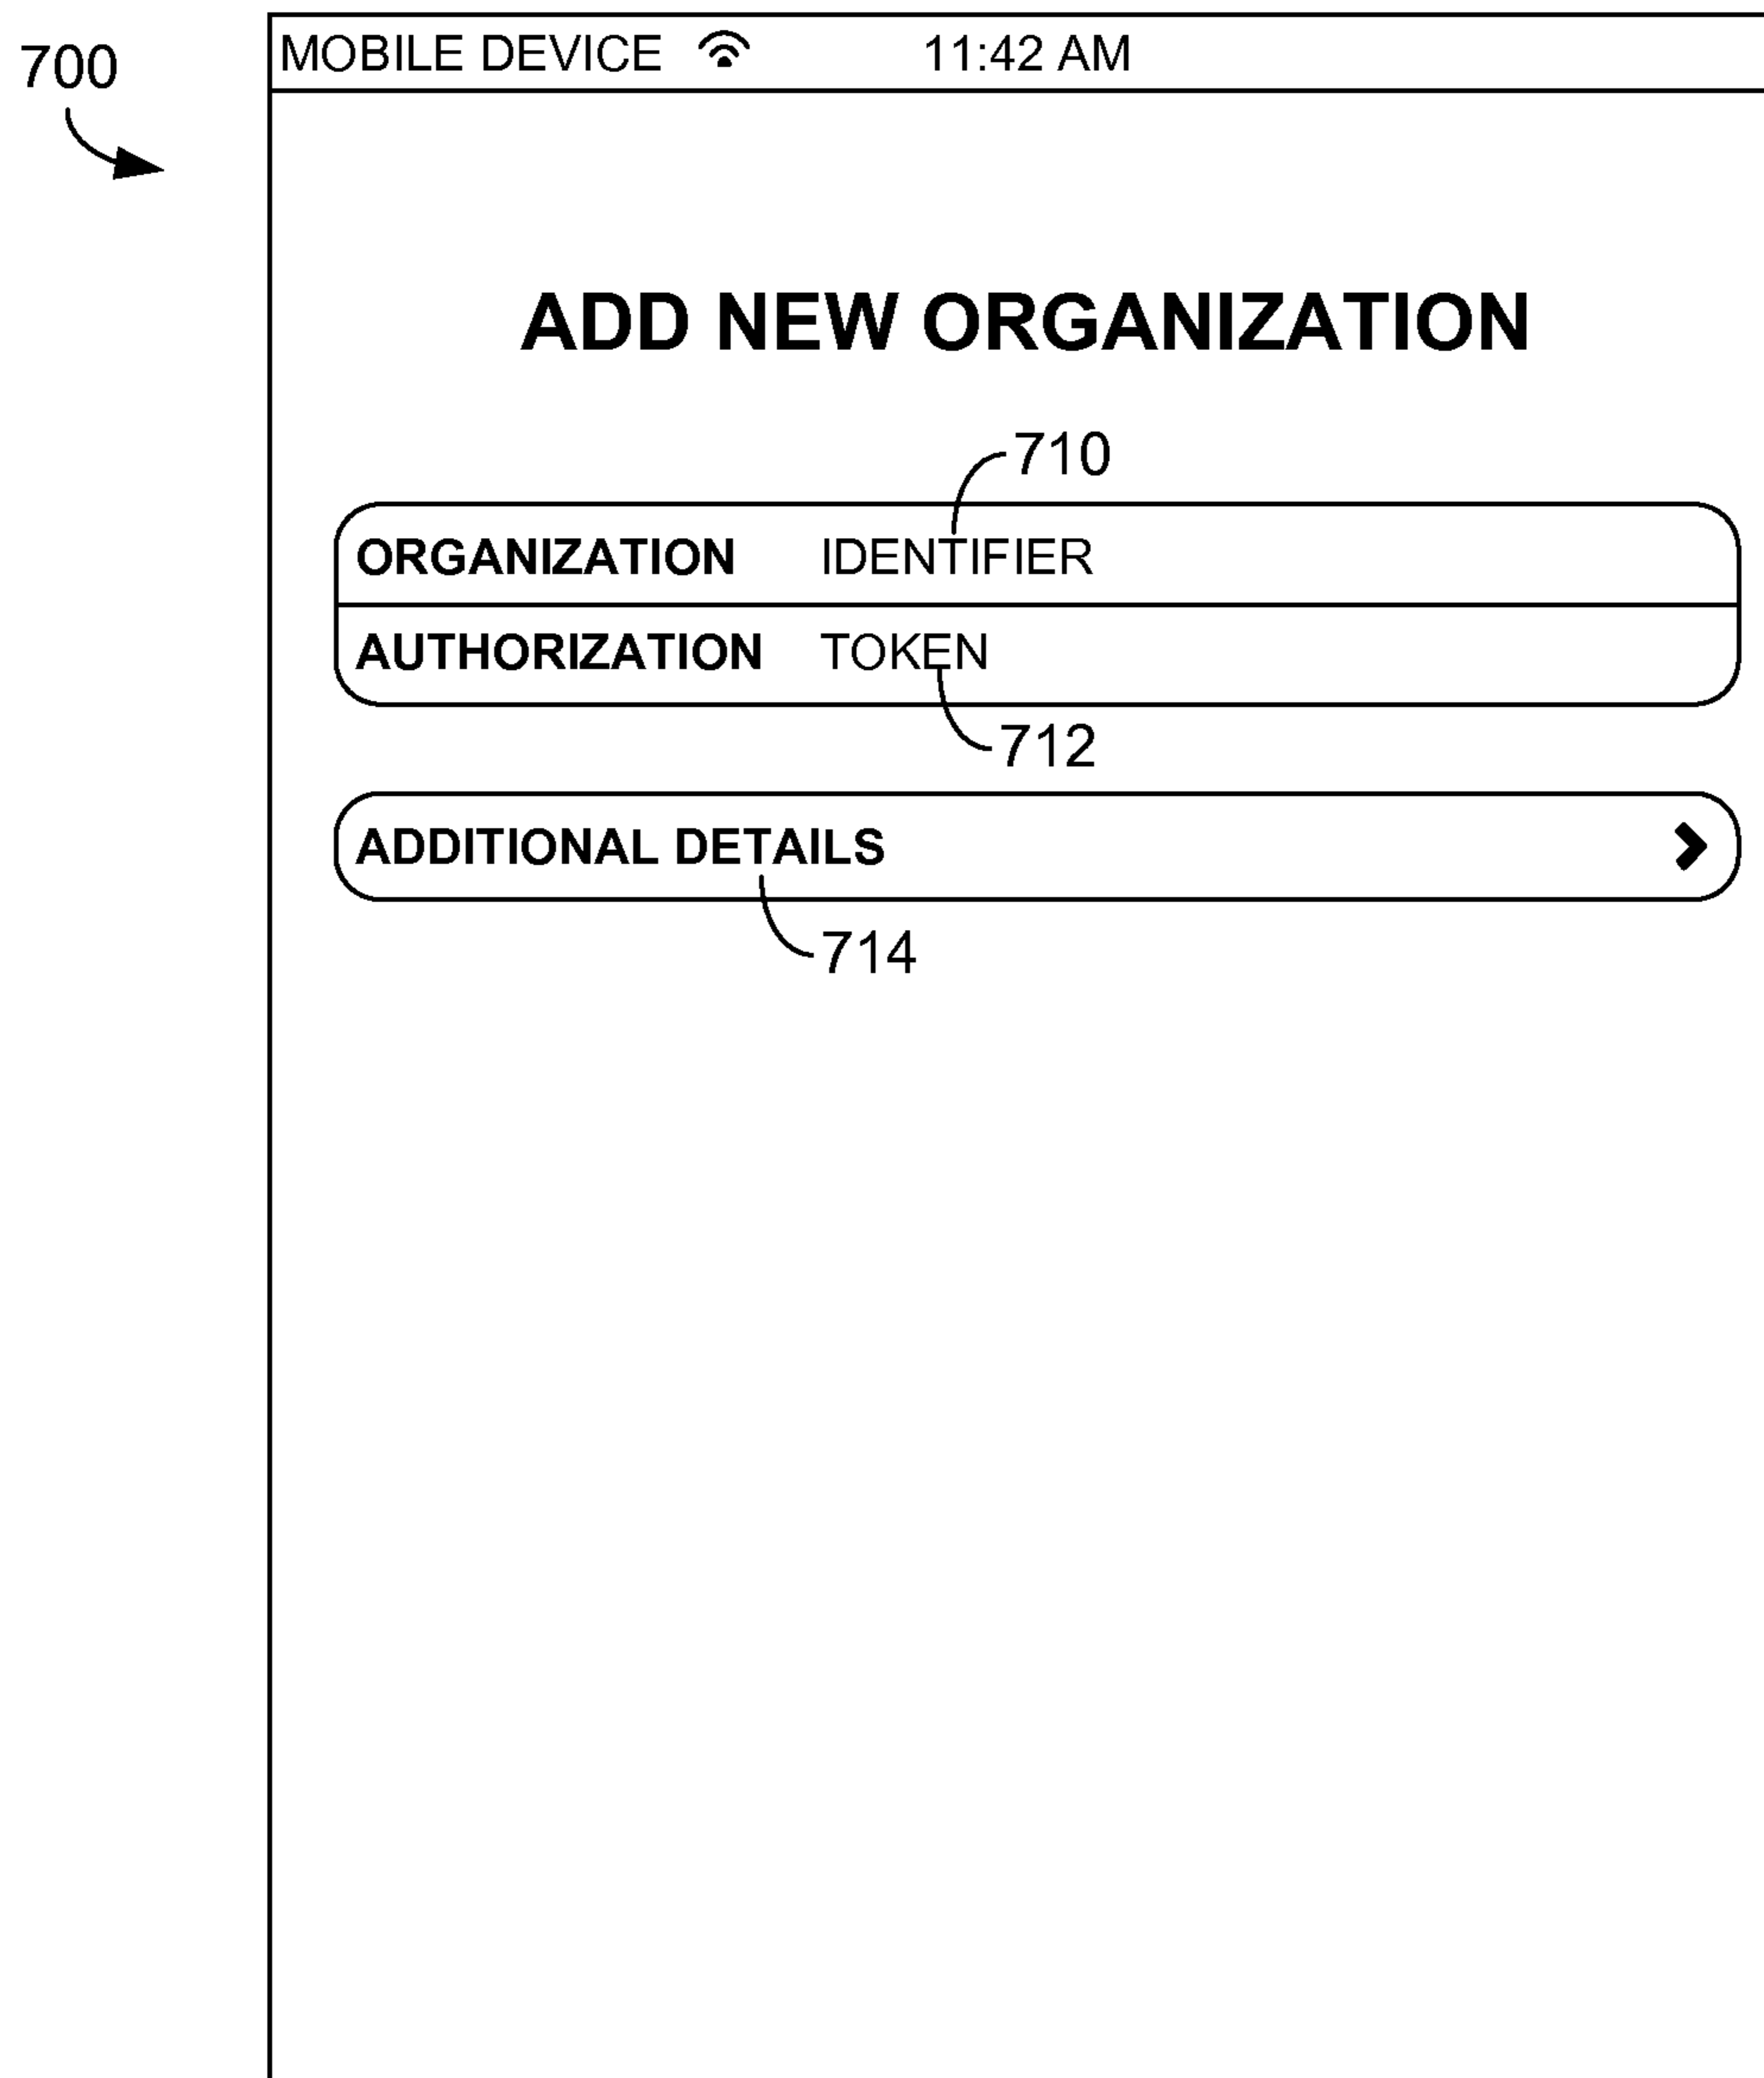 700
MOBILE DEVICE 11:42 AM
ADD NEW ORGANIZATION
710
ORGANIZATION IDENTIFIER
AUTHORIZATION TOKEN
712
ADDITIONAL DETAILS
714